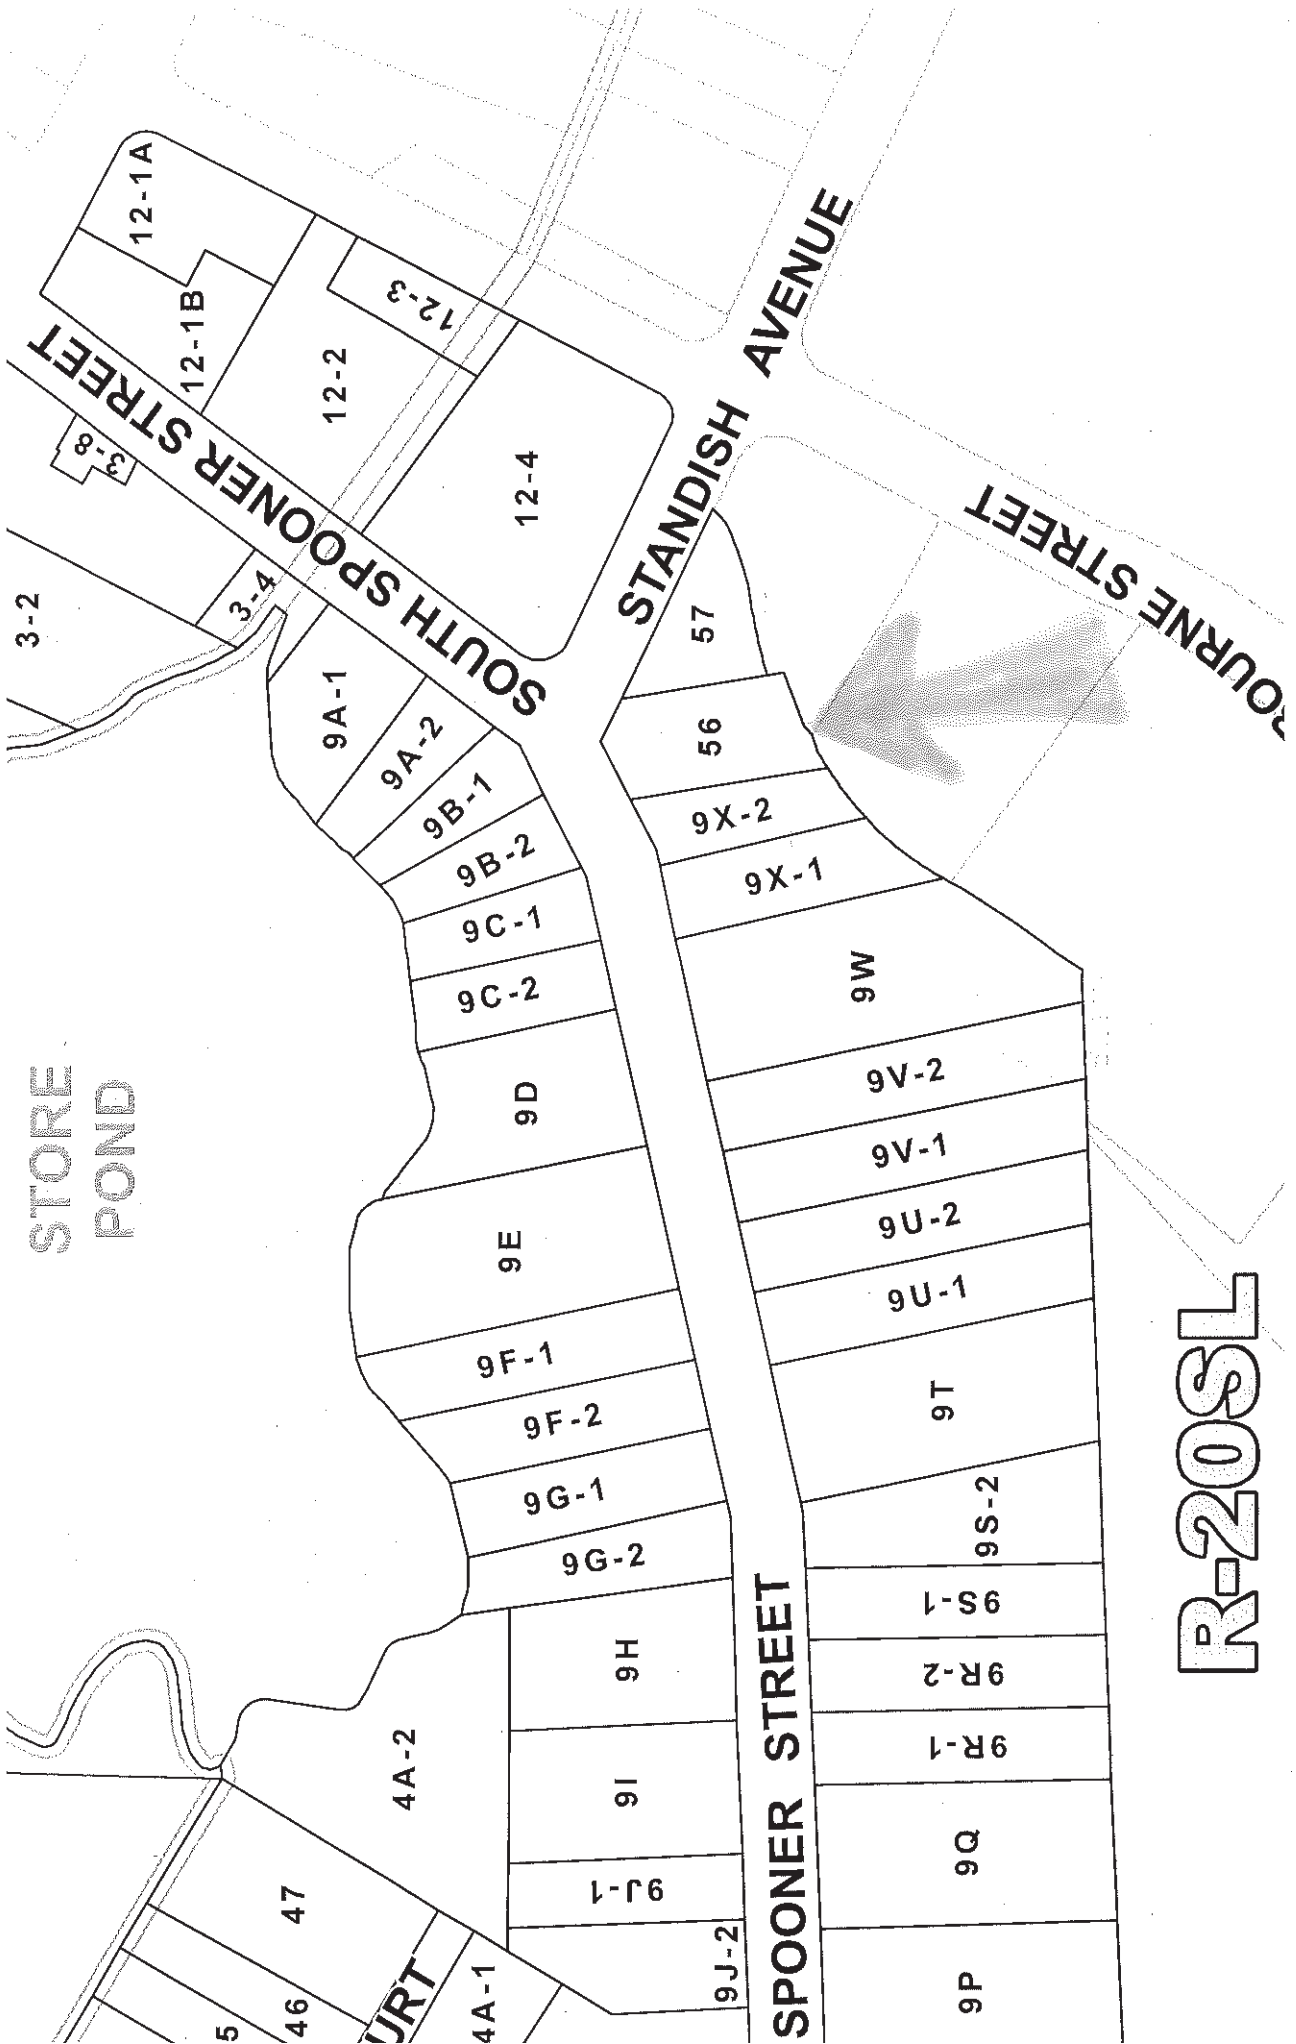 12-1A
12-1B
12-2
12-3
12-4
SOUTH SPOONER STREET
STANDISH AVENUE
3-8
3-2
3-4
57
56
OURNE STREET
9A-1
9A-2
9B-1
9B-2
9C-1
9C-2
9D
9E
9F-1
9F-2
9G-1
9G-2
9H
9I
9J-1
9J-2
9X-2
9X-1
9W
9V-2
9V-1
9U-2
9U-1
9T
9S-2
9S-1
9R-2
9R-1
9Q
9P
STORE
POND
R-20SL
SPOONER STREET
4A-2
47
46
5
URT
4A-1